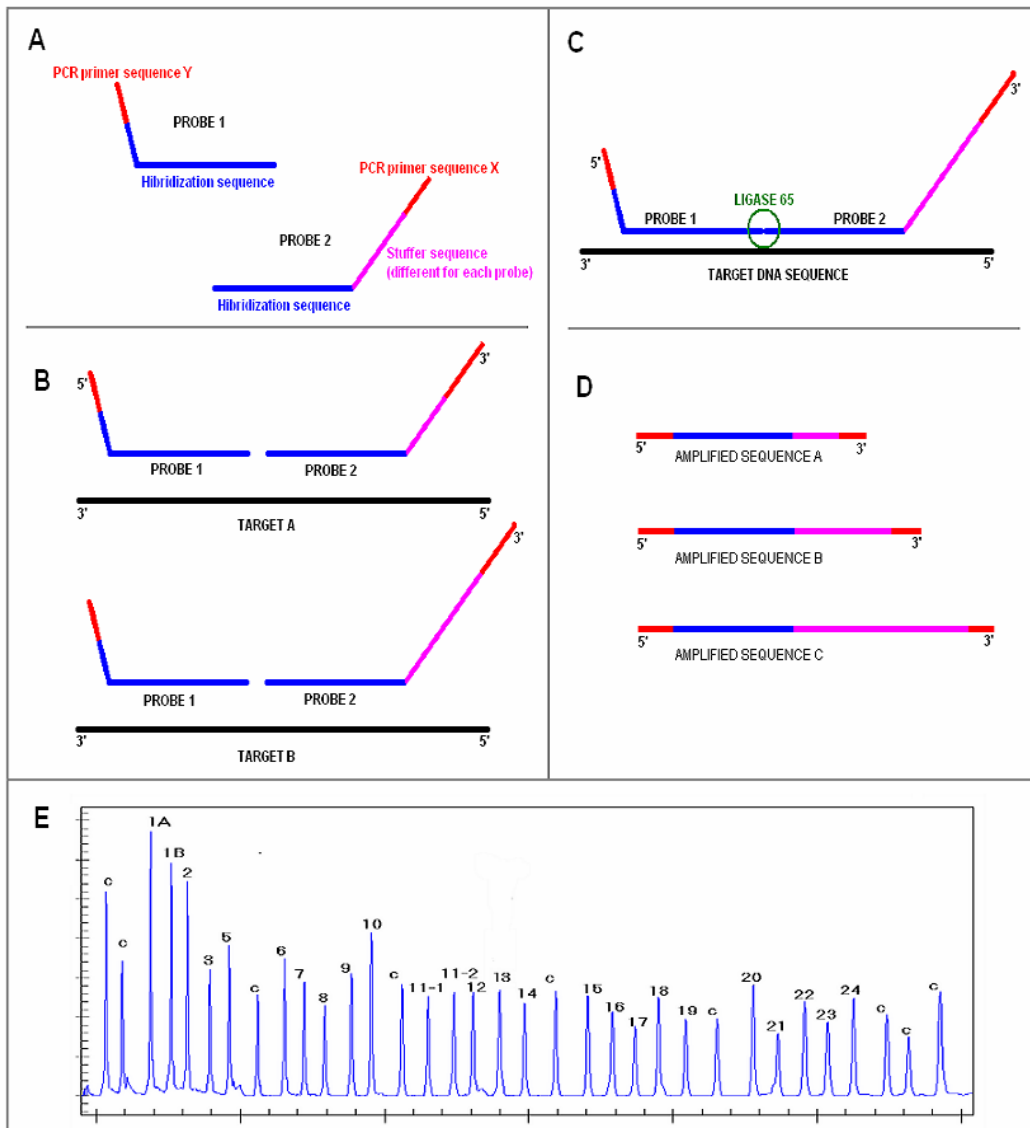 A
PCR primer sequence Y
PROBE 1
Hibridization sequence
PCR primer sequence X
PROBE 2
Stuffer sequence
(different for each probe)
Hibridization sequence
B
5'
3'
PROBE 1
PROBE 2
3'
5'
TARGET A
3'
PROBE 1
PROBE 2
3'
5'
TARGET B
C
3'
5'
LIGASE 65
PROBE 1
PROBE 2
3'
5'
TARGET DNA SEQUENCE
D
5'
3'
AMPLIFIED SEQUENCE A
5'
3'
AMPLIFIED SEQUENCE B
5'
3'
AMPLIFIED SEQUENCE C
E
c
c
1A
1B
2
3
5
c
6
7
8
9
10
c
11-1
11-2
12
13
14
c
15
16
17
18
19
c
20
21
22
23
24
c
c
c